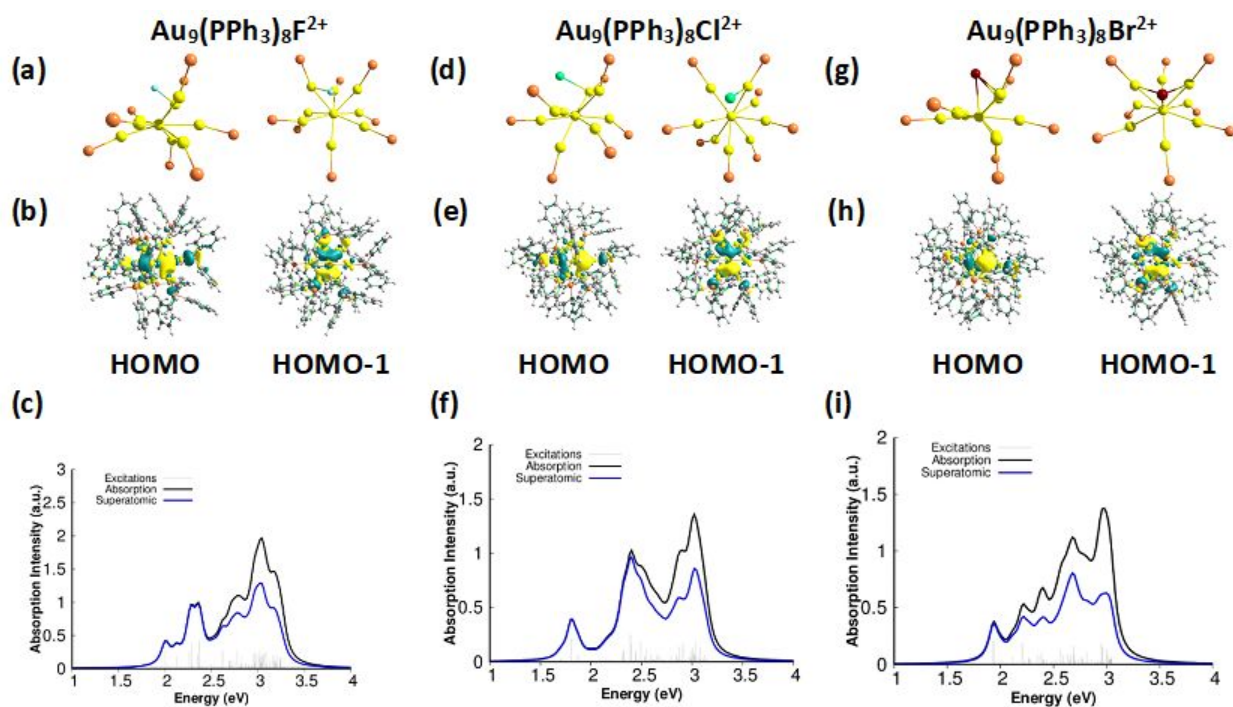 Au₉(PPh₃)₈F²⁺
Au₉(PPh₃)₈Cl²⁺
Au₉(PPh₃)₈Br²⁺
(a)
(d)
(g)
(b)
(e)
(h)
HOMO
HOMO-1
HOMO
HOMO-1
HOMO
HOMO-1
(c)
Absorption Intensity (a.u.)
3
2.5
2
1.5
1
0.5
0
Excitations
Absorption
Superatomic
1
1.5
2
2.5
3
3.5
4
Energy (eV)
(f)
Absorption Intensity (a.u.)
2
1.5
1
0.5
0
Excitations
Absorption
Superatomic
1
1.5
2
2.5
3
3.5
4
Energy (eV)
(i)
Absorption Intensity (a.u.)
2
1.5
1
0.5
0
Excitations
Absorption
Superatomic
1
1.5
2
2.5
3
3.5
4
Energy (eV)